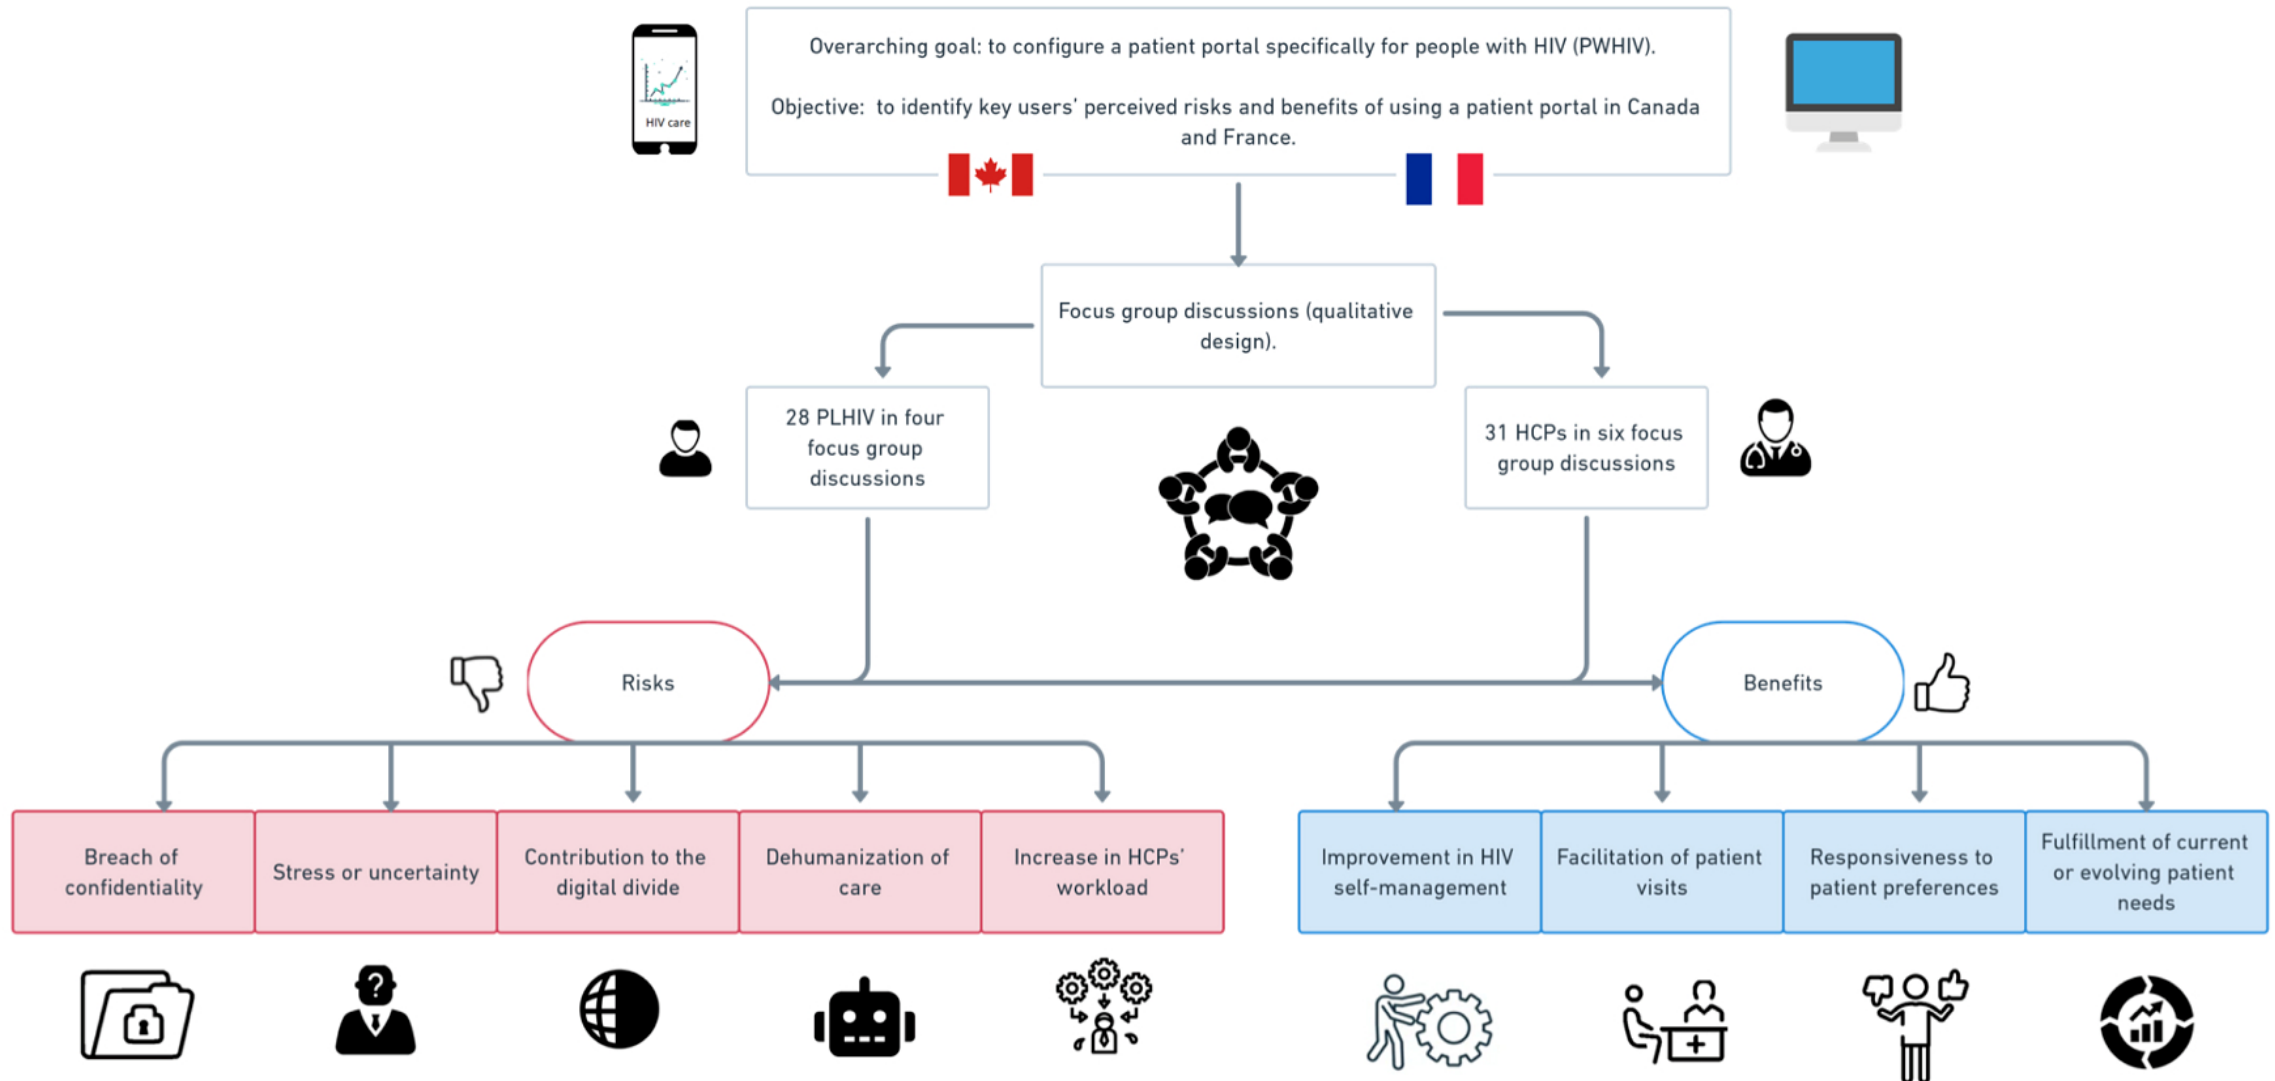 Overarching goal: to configure a patient portal specifically for people with HIV (PWHIV).
Objective:  to identify key users' perceived risks and benefits of using a patient portal in Canada
and France.
HIV care
Focus group discussions (qualitative
design).
28 PLHIV in four
focus group
discussions
31 HCPs in six focus
group discussions
Risks
Benefits
Breach of
confidentiality
Stress or uncertainty
Contribution to the
digital divide
Dehumanization of
care
Increase in HCPs'
workload
Improvement in HIV
self-management
Facilitation of patient
visits
Responsiveness to
patient preferences
Fulfillment of current
or evolving patient
needs
?